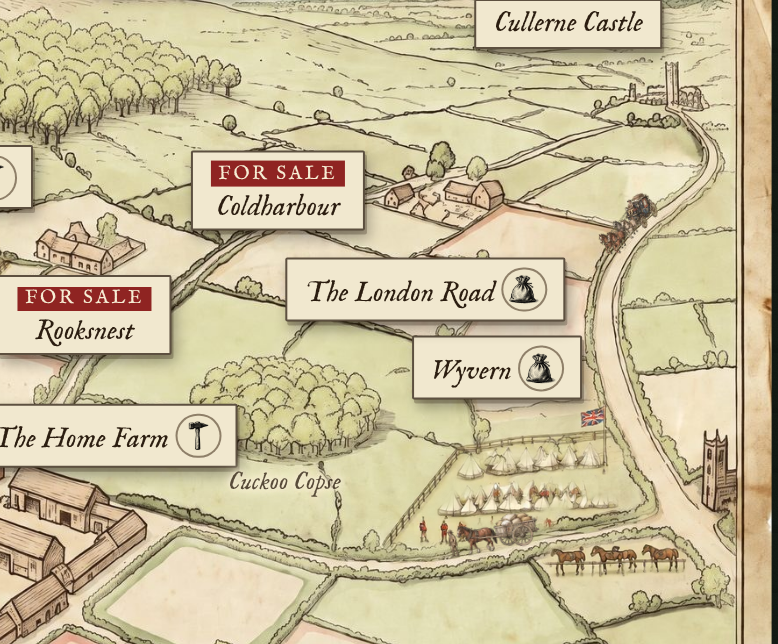 Cullerne Castle
FOR SALE
Coldharbour
The London Road
FOR SALE
Rooksnest
Wyvern
The Home Farm
Cuckoo Copse